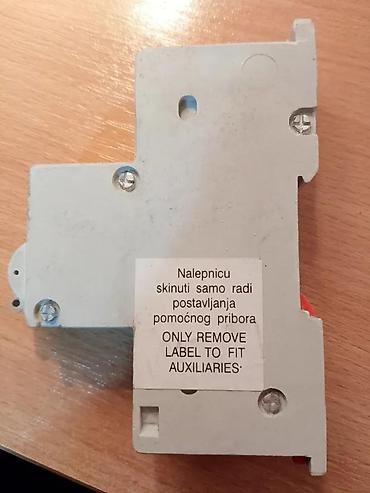 Nalepnicu
skinuti samo radi
postavljanja
pomoćnog pribora
ONLY REMOVE
LABEL TO FIT
AUXILIARIES·